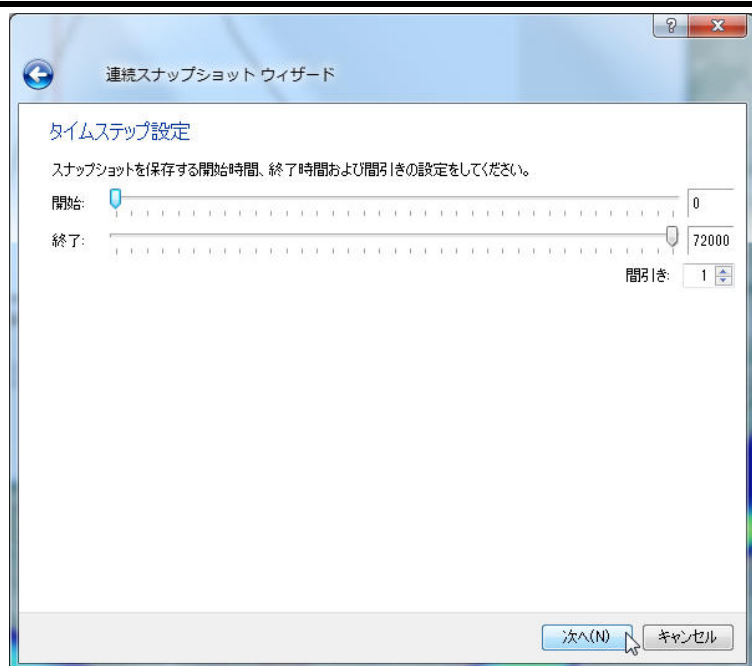 ?
連続スナップショット ウィザード
タイムステップ設定
スナップショットを保存する開始時間、終了時間および間引きの設定をしてください。
開始: 0
終了: 72000
間引き: 1
次へ(N) キャンセル